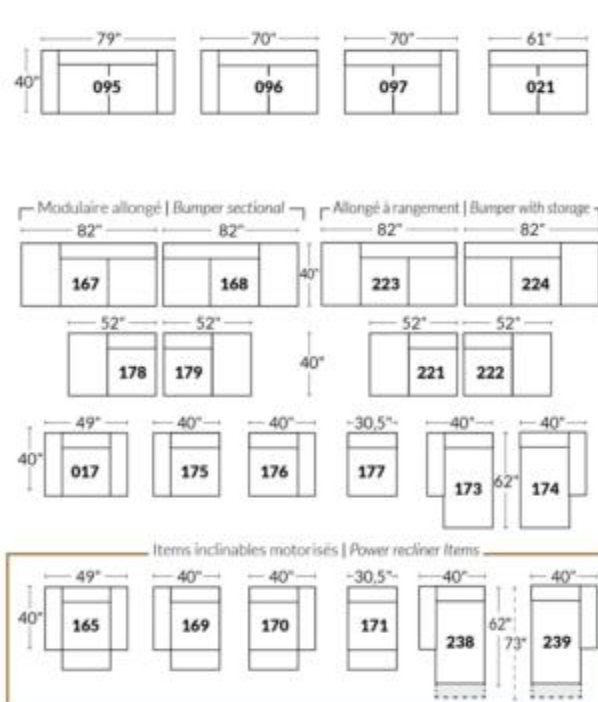 79" 70" 70" 61"
40" 095 096 097 021
Modulaire allongé | Bumper sectional Allongé à rangement | Bumper with storage
82" 82" 82" 82"
167 168 40" 223 224
52" 52" 52" 52"
178 179 40" 221 222
49" 40" 40" 30,5" 40" 40"
40" 017 175 176 177 173 62" 174
Items inclinables motorisés | Power recliner Items
49" 40" 40" 30,5" 40" 40"
40" 165 169 170 171 238 62" 73" 239